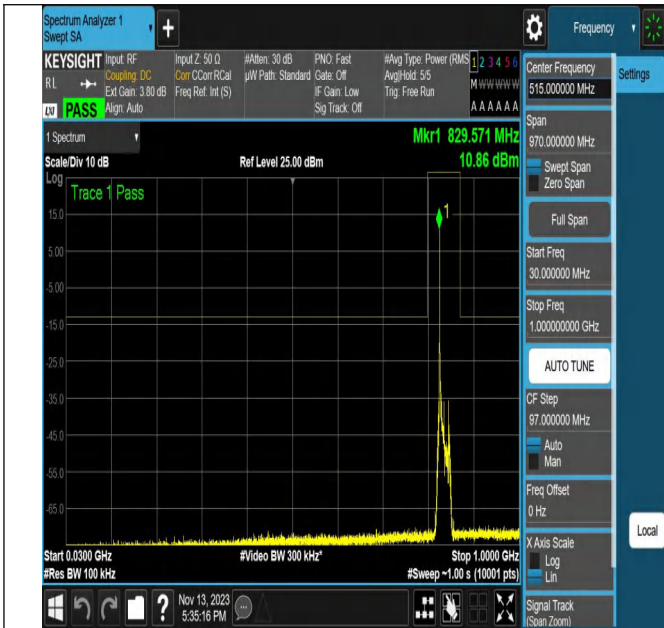 Spectrum Analyzer 1
Swept SA
+
Frequency
KEYSIGHT
RL
LXI PASS
Input: RF
Coupling: DC
Ext Gain: 3.80 dB
Align: Auto
Input Z: 50 Ω
Corr CCorr RCal
Freq Ref: Int (S)
#Atten: 30 dB
µW Path: Standard
PNO: Fast
Gate: Off
IF Gain: Low
Sig Track: Off
#Avg Type: Power (RMS
Avg|Hold: 5/5
Trig: Free Run
1 2 3 4 5 6
M W W W W W
A A A A A A
Center Frequency
515.000000 MHz
Settings
Span
970.000000 MHz
Swept Span
Zero Span
Full Span
Start Freq
30.000000 MHz
Stop Freq
1.000000000 GHz
AUTO TUNE
CF Step
97.000000 MHz
Auto
Man
Freq Offset
0 Hz
X Axis Scale
Log
Lin
Local
Signal Track
(Span Zoom)
1 Spectrum
Scale/Div 10 dB
Ref Level 25.00 dBm
Mkr1 829.571 MHz
10.86 dBm
Log
Trace 1 Pass
1
15.0
5.00
-5.00
-15.0
-25.0
-35.0
-45.0
-55.0
-65.0
Start 0.0300 GHz
#Video BW 300 kHz*
Stop 1.0000 GHz
#Res BW 100 kHz
#Sweep ~1.00 s (10001 pts)
?
Nov 13, 2023
5:35:16 PM